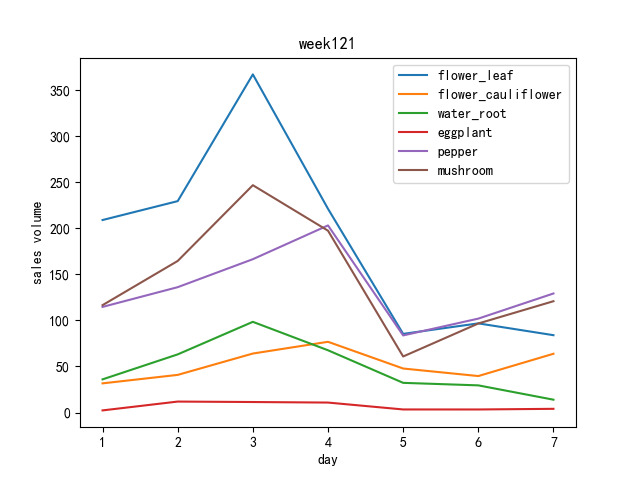 week121
flower_leaf
flower_cauliflower
water_root
eggplant
pepper
mushroom
350
300
250
200
150
100
50
0
sales volume
1 2 3 4 5 6 7
day